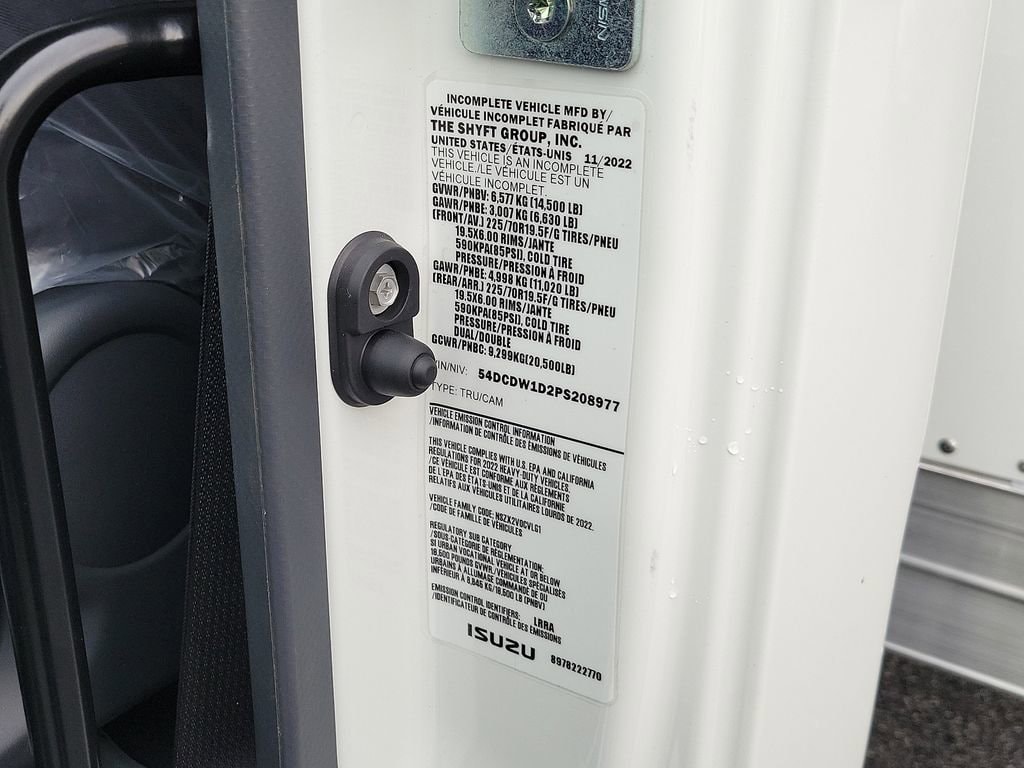 NISM
INCOMPLETE VEHICLE MFD BY/
VÉHICULE INCOMPLET FABRIQUÉ PAR
THE SHYFT GROUP, INC.
UNITED STATES/ÉTATS-UNIS 11/2022
THIS VEHICLE IS AN INCOMPLETE
VEHICLE./LE VÉHICULE EST UN
VÉHICULE INCOMPLET.
GVWR/PNBV: 6,577 KG (14,500 LB)
GAWR/PNBE: 3,007 KG (6,630 LB)
(FRONT/AV.) 225/70R19.5F/G TIRES/PNEU
19.5X6.00 RIMS/JANTE
590KPA(85PSI), COLD TIRE
PRESSURE/PRESSION À FROID
GAWR/PNBE: 4,998 KG (11,020 LB)
(REAR/ARR.) 225/70R19.5F/G TIRES/PNEU
19.5X6.00 RIMS/JANTE
590KPA(85PSI), COLD TIRE
PRESSURE/PRESSION À FROID
DUAL/DOUBLE
GCWR/PNBC: 9,299KG(20,500LB)
VIN/NIV: 54DCDW1D2PS208977
TYPE: TRU/CAM
VEHICLE EMISSION CONTROL INFORMATION
/INFORMATION DE CONTRÔLE DES ÉMISSIONS DE VÉHICULES
THIS VEHICLE COMPLIES WITH U.S. EPA AND CALIFORNIA
REGULATIONS FOR 2022 HEAVY-DUTY VEHICLES.
/CE VÉHICULE EST CONFORME AUX RÈGLEMENTS
DE L'EPA DES ÉTATS-UNIS ET DE LA CALIFORNIE
RELATIFS AUX VÉHICULES UTILITAIRES LOURDS DE 2022.
VEHICLE FAMILY CODE: NSZX2VOCVLG1
/CODE DE FAMILLE DE VÉHICULES
REGULATORY SUB CATEGORY
/SOUS-CATÉGORIE DE RÉGLEMENTATION:
SI URBAN VOCATIONAL VEHICLE AT OR BELOW
19,500 POUNDS GVWR/VÉHICULES SPÉCIALISÉS
URBAINS À ALLUMAGE COMMANDÉ DE OU
INFÉRIEUR À 8,845 KG/19,500 LB (PNBV)
EMISSION CONTROL IDENTIFIERS: LRRA
/IDENTIFICATEUR DE CONTRÔLE DES ÉMISSIONS
ISUZU 8978222770